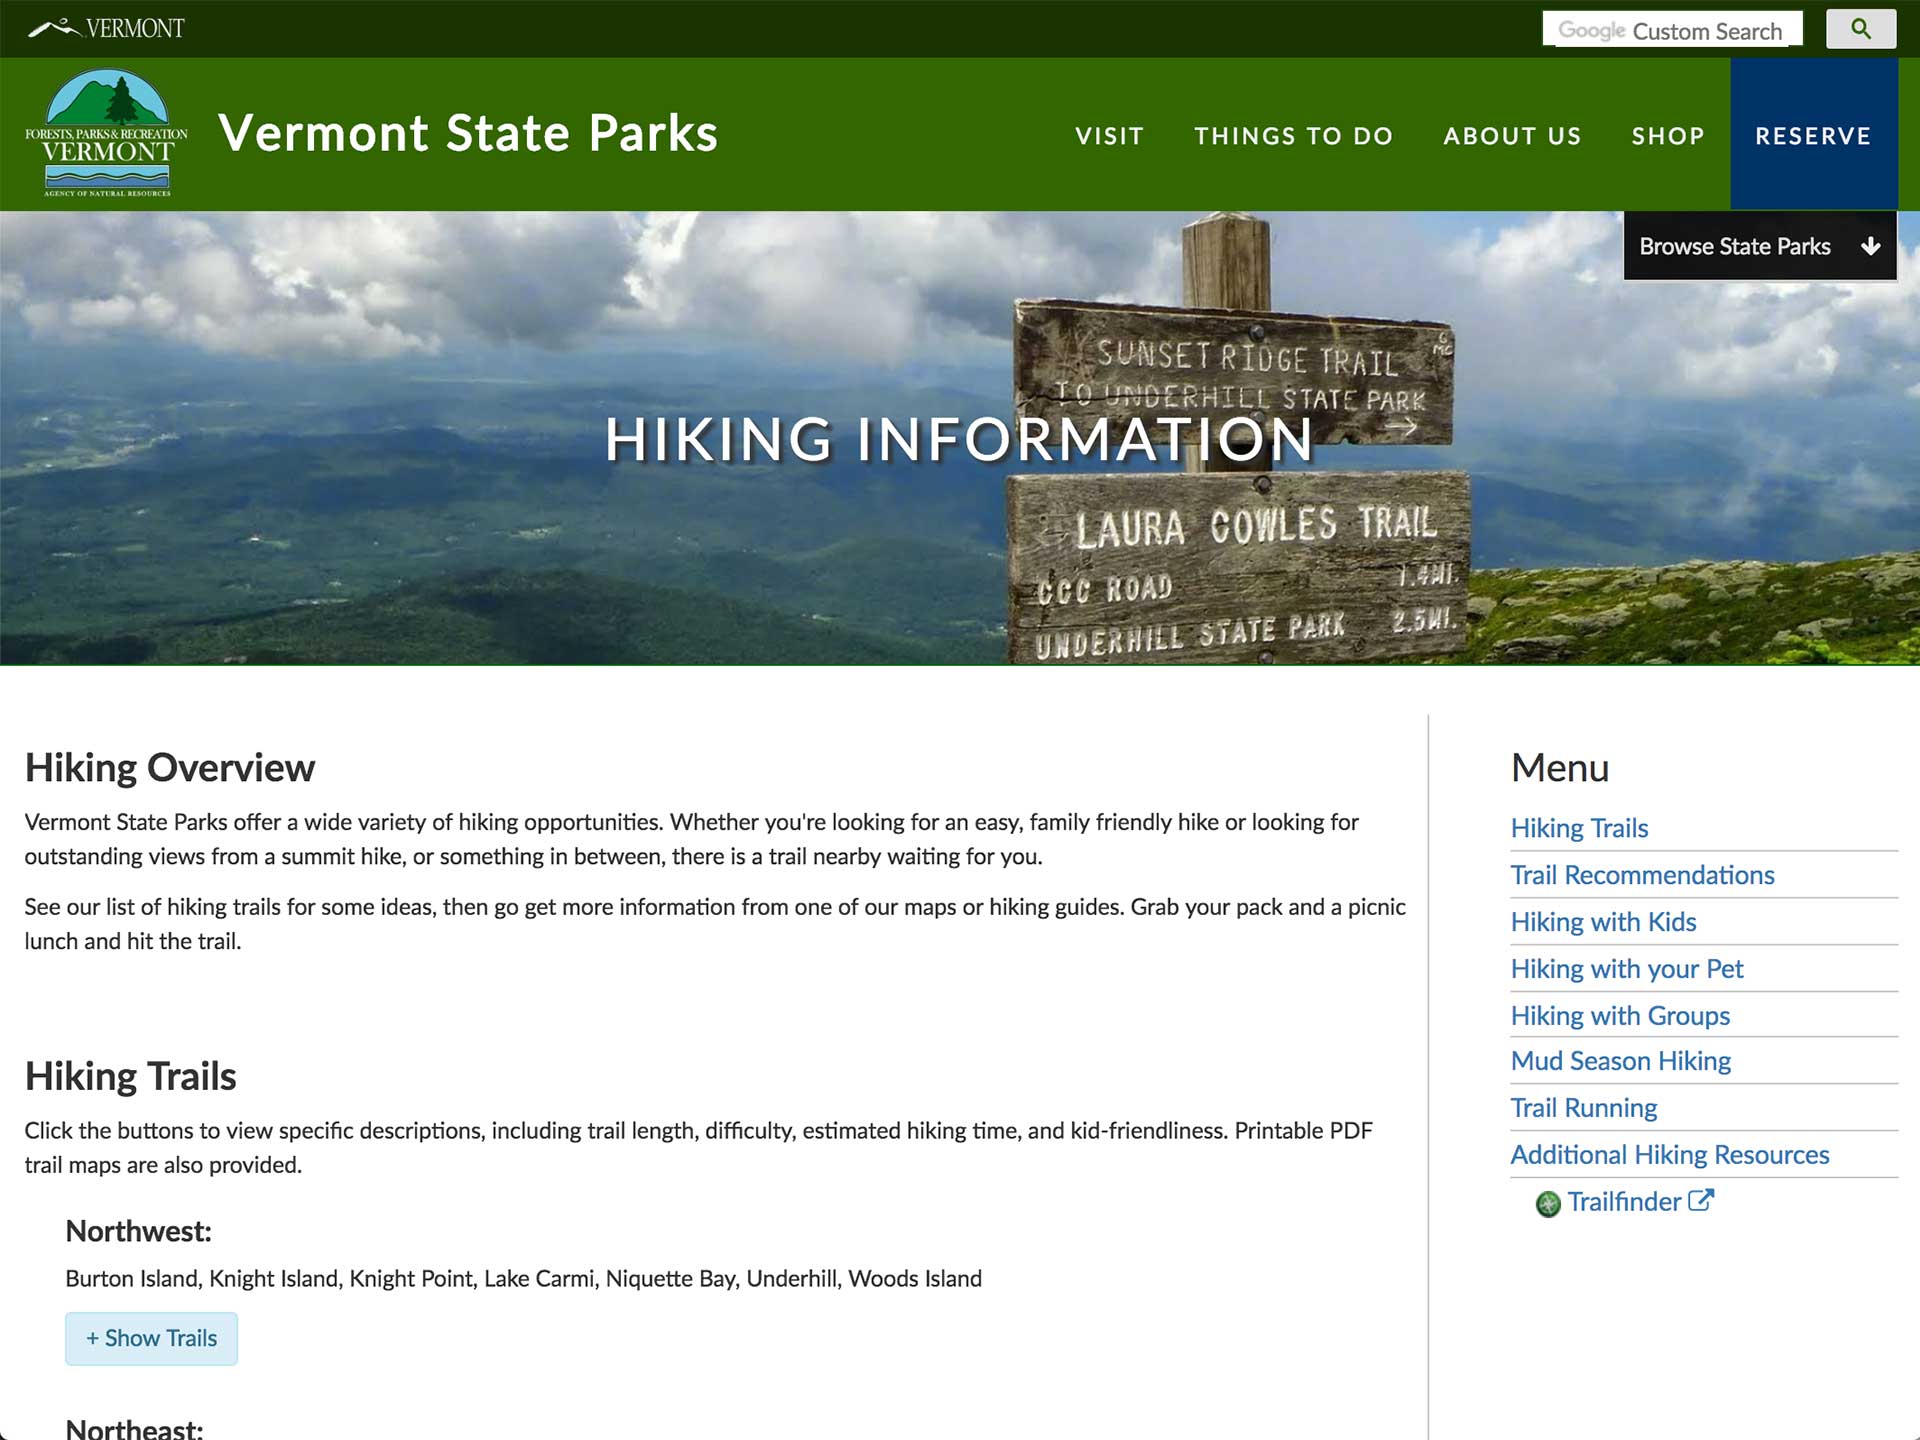 VERMONT
Google Custom Search
FORESTS, PARKS & RECREATION
VERMONT
AGENCY OF NATURAL RESOURCES
Vermont State Parks
VISIT
THINGS TO DO
ABOUT US
SHOP
RESERVE
Browse State Parks
SUNSET RIDGE TRAIL
GMC
TO UNDERHILL STATE PARK
HIKING INFORMATION
LAURA COWLES TRAIL
CCC ROAD 1.4MI.
UNDERHILL STATE PARK 2.5MI.
Hiking Overview
Vermont State Parks offer a wide variety of hiking opportunities. Whether you're looking for an easy, family friendly hike or looking for
outstanding views from a summit hike, or something in between, there is a trail nearby waiting for you.
See our list of hiking trails for some ideas, then go get more information from one of our maps or hiking guides. Grab your pack and a picnic
lunch and hit the trail.
Hiking Trails
Click the buttons to view specific descriptions, including trail length, difficulty, estimated hiking time, and kid-friendliness. Printable PDF
trail maps are also provided.
Northwest:
Burton Island, Knight Island, Knight Point, Lake Carmi, Niquette Bay, Underhill, Woods Island
+ Show Trails
Northeast:
Menu
Hiking Trails
Trail Recommendations
Hiking with Kids
Hiking with your Pet
Hiking with Groups
Mud Season Hiking
Trail Running
Additional Hiking Resources
Trailfinder